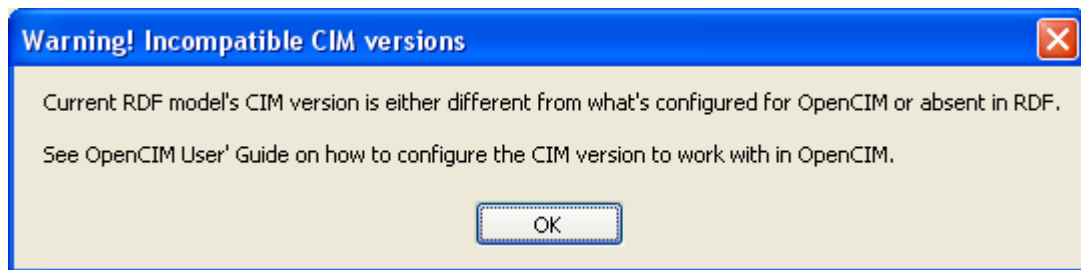 Warning! Incompatible CIM versions
Current RDF model's CIM version is either different from what's configured for OpenCIM or absent in RDF.
See OpenCIM User' Guide on how to configure the CIM version to work with in OpenCIM.
OK